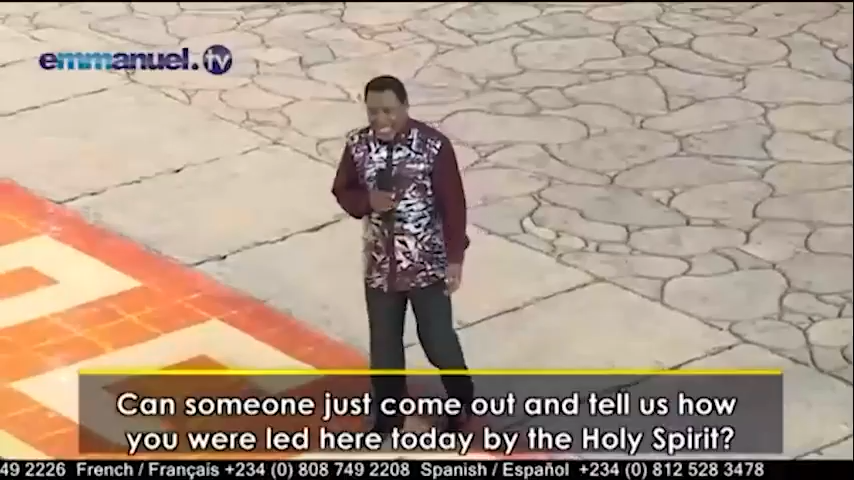 emmanuel.tv
Can someone just come out and tell us how
you were led here today by the Holy Spirit?
49 2226 French / Français +234 (0) 808 749 2208 Spanish / Español +234 (0) 812 528 3478